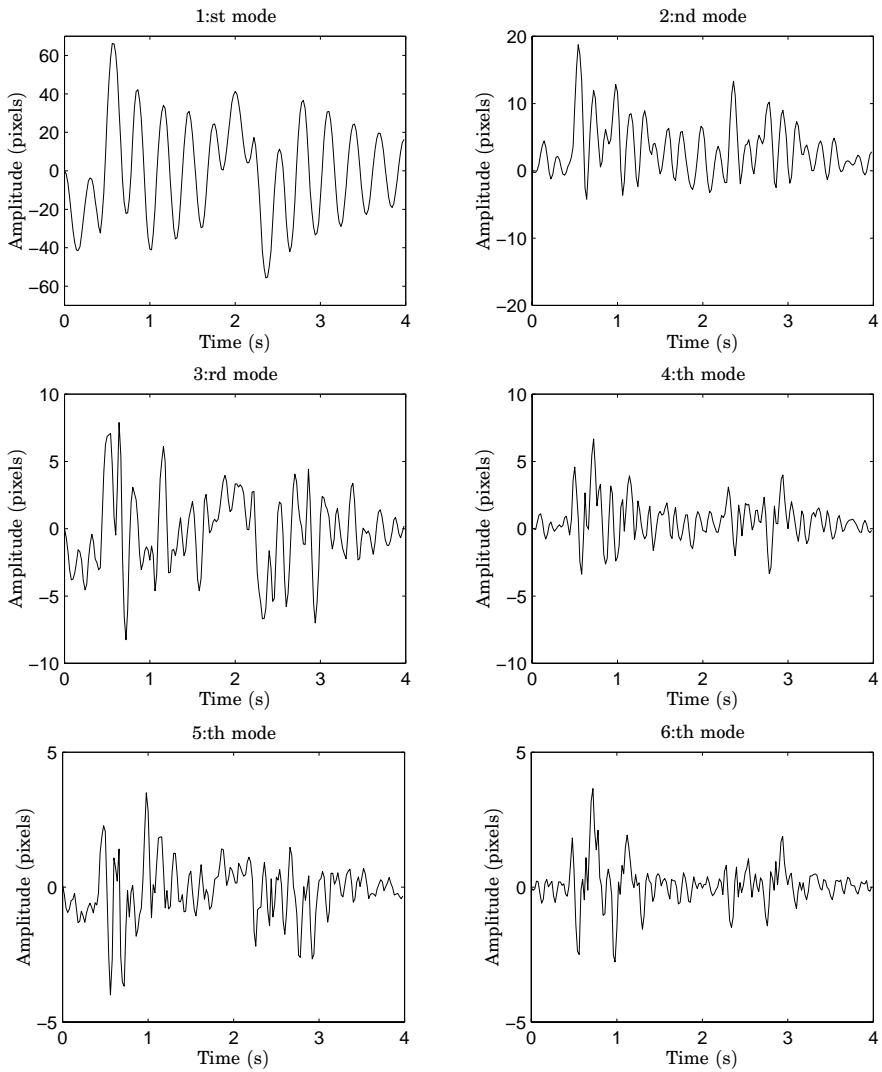 1:st mode
Amplitude (pixels)
60
40
20
0
−20
−40
−60
0 1 2 3 4
Time (s)
2:nd mode
Amplitude (pixels)
20
10
0
−10
−20
0 1 2 3 4
Time (s)
3:rd mode
Amplitude (pixels)
10
5
0
−5
−10
0 1 2 3 4
Time (s)
4:th mode
Amplitude (pixels)
10
5
0
−5
−10
0 1 2 3 4
Time (s)
5:th mode
Amplitude (pixels)
5
0
−5
0 1 2 3 4
Time (s)
6:th mode
Amplitude (pixels)
5
0
−5
0 1 2 3 4
Time (s)